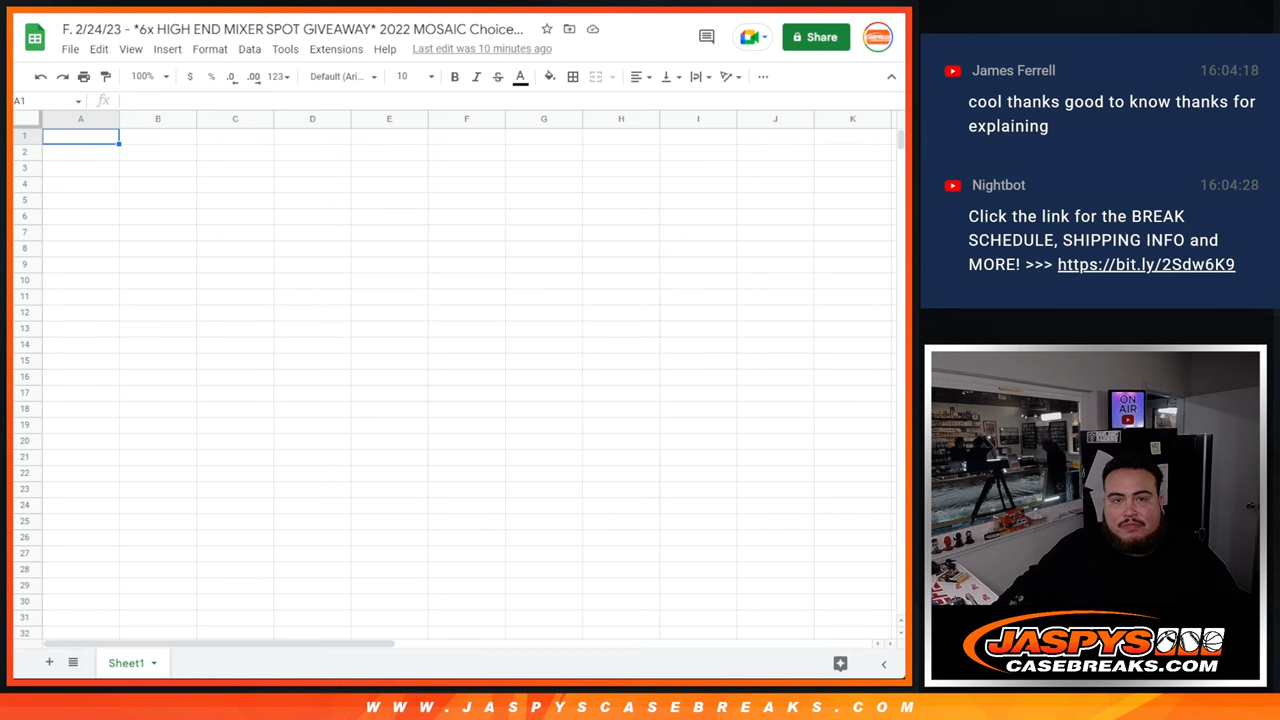 F. 2/24/23 - *6x HIGH END MIXER SPOT GIVEAWAY* 2022 MOSAIC Choice...
File Edit View Insert Format Data Tools Extensions Help Last edit was 10 minutes ago
Share
100% $ % .0 .00 123 Default (Ari... 10 B I S A
A1 fx
A B C D E F G H I J K
1
2
3
4
5
6
7
8
9
10
11
12
13
14
15
16
17
18
19
20
21
22
23
24
25
26
27
28
29
30
31
32
Sheet1
James Ferrell 16:04:18
cool thanks good to know thanks for
explaining
Nightbot 16:04:28
Click the link for the BREAK
SCHEDULE, SHIPPING INFO and
MORE! >>> https://bit.ly/2Sdw6K9
ON
AIR
JASPYS
CASEBREAKS.COM
WWW.JASPYSCASEBREAKS.COM